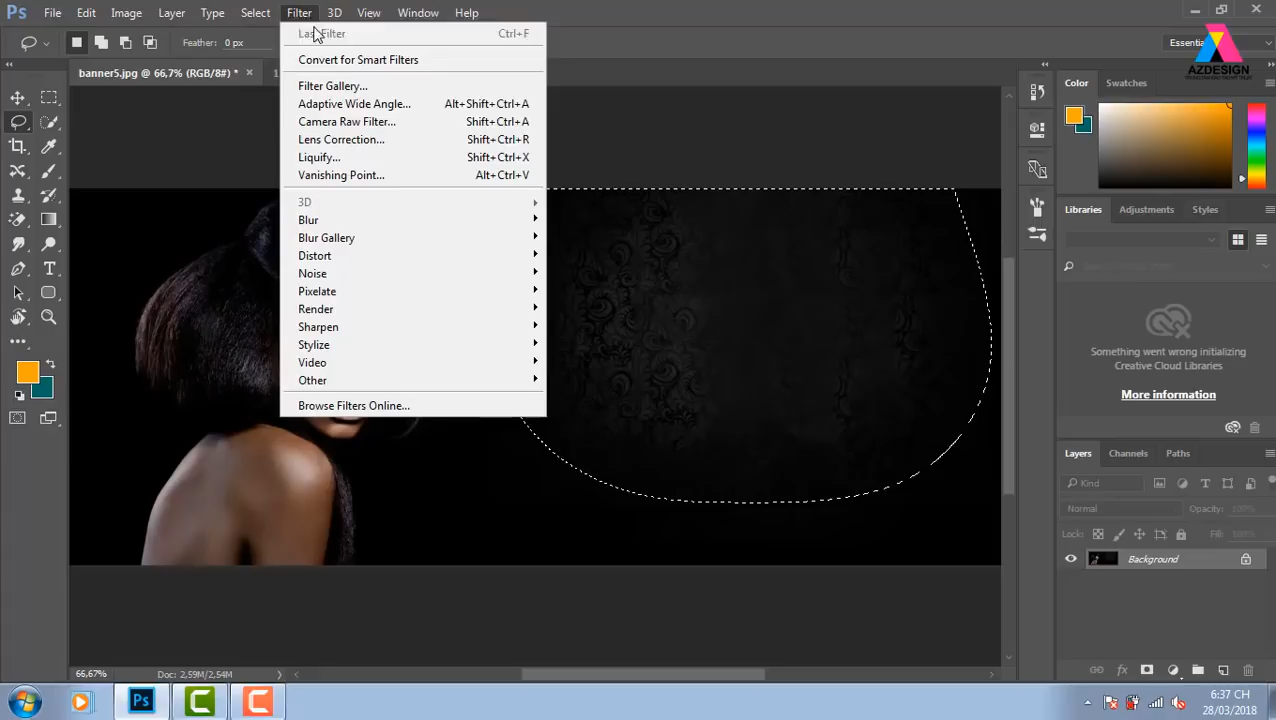 Ps File Edit Image Layer Type Select Filter 3D View Window Help
Feather: 0 px
Essentia
AZDESIGN
banner5.jpg @ 66,7% (RGB/8#) *
Last Filter Ctrl+F
Convert for Smart Filters
Filter Gallery...
Adaptive Wide Angle... Alt+Shift+Ctrl+A
Camera Raw Filter... Shift+Ctrl+A
Lens Correction... Shift+Ctrl+R
Liquify... Shift+Ctrl+X
Vanishing Point... Alt+Ctrl+V
3D
Blur
Blur Gallery
Distort
Noise
Pixelate
Render
Sharpen
Stylize
Video
Other
Browse Filters Online...
Color Swatches
Libraries Adjustments Styles
Something went wrong initializing
Creative Cloud Libraries
More information
Layers Channels Paths
Kind
Normal Opacity: 100%
Lock: Fill: 100%
Background
66,67% Doc: 2,59M/2,54M
Ps
6:37 CH
28/03/2018